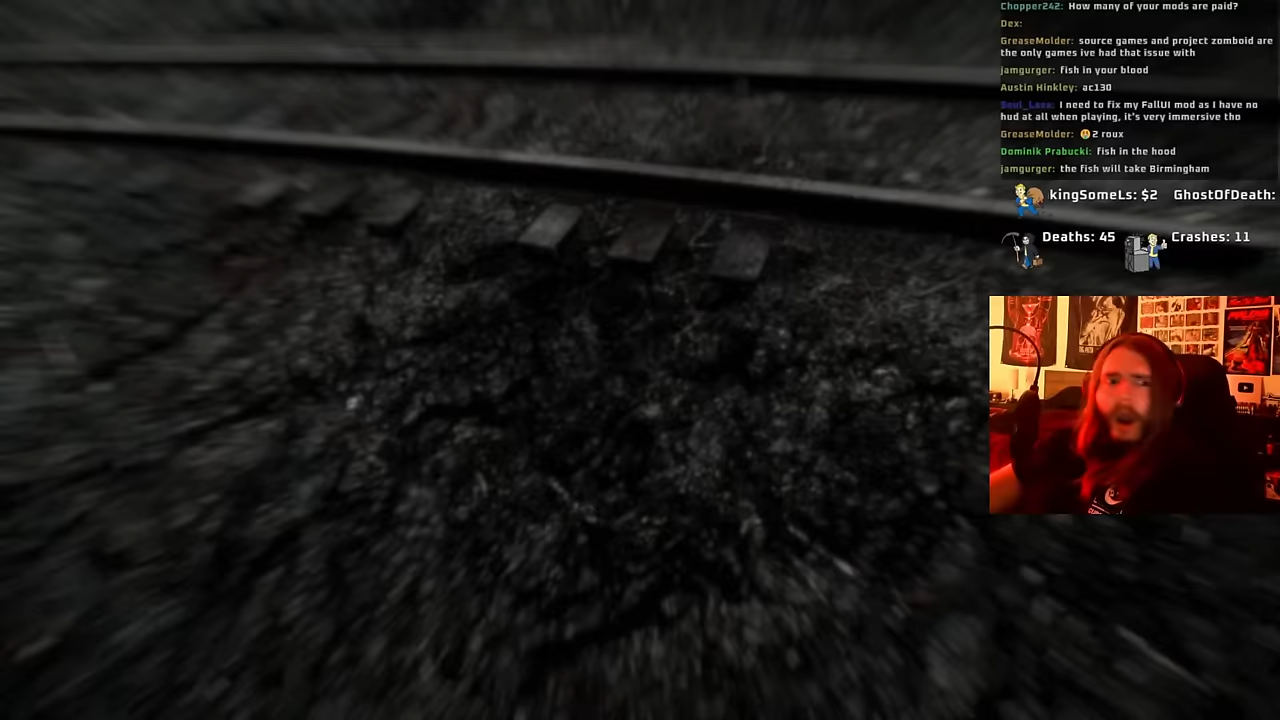 Chopper242: How many of your mods are paid?
Dex:
GreaseMolder: source games and project zomboid are
the only games ive had that issue with
jamgurger: fish in your blood
Austin Hinkley: ac130
Soul_Lass: I need to fix my FallUI mod as I have no
hud at all when playing, it's very immersive tho
GreaseMolder: 2 roux
Dominik Prabucki: fish in the hood
jamgurger: the fish will take Birmingham
kingSomeLs: $2 GhostOfDeath:
Deaths: 45 Crashes: 11